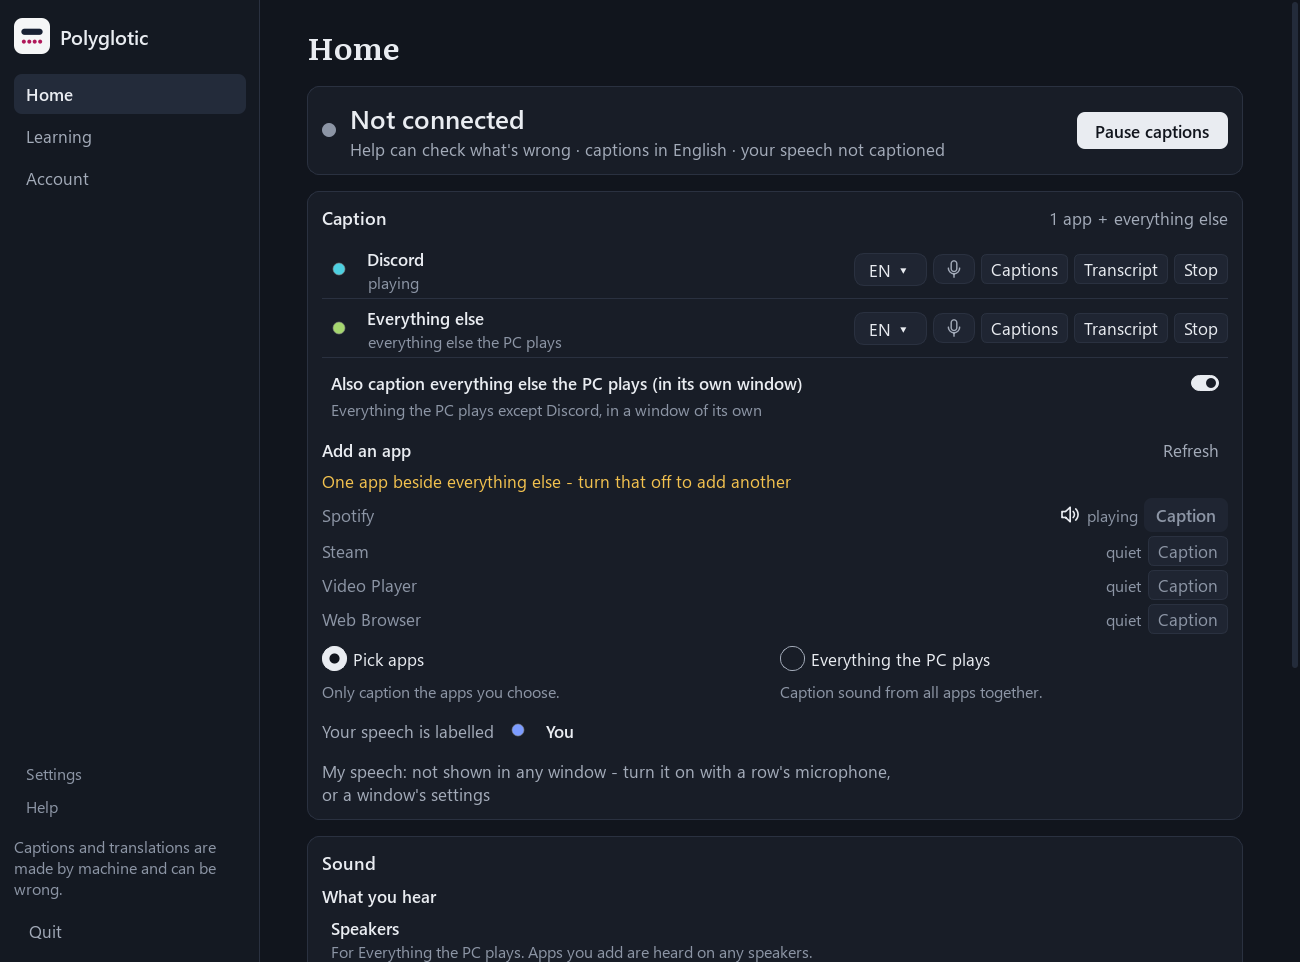 Polyglotic
Home
Learning
Account
Settings
Help
Captions and translations are
made by machine and can be
wrong.
Quit
Home
Not connected
Help can check what's wrong · captions in English · your speech not captioned
Pause captions
Caption
1 app + everything else
Discord
playing
EN ▾
Captions
Transcript
Stop
Everything else
everything else the PC plays
EN ▾
Captions
Transcript
Stop
Also caption everything else the PC plays (in its own window)
Everything the PC plays except Discord, in a window of its own
Add an app
Refresh
One app beside everything else - turn that off to add another
Spotify
playing
Caption
Steam
quiet
Caption
Video Player
quiet
Caption
Web Browser
quiet
Caption
Pick apps
Only caption the apps you choose.
Everything the PC plays
Caption sound from all apps together.
Your speech is labelled
You
My speech: not shown in any window - turn it on with a row's microphone,
or a window's settings
Sound
What you hear
Speakers
For Everything the PC plays. Apps you add are heard on any speakers.